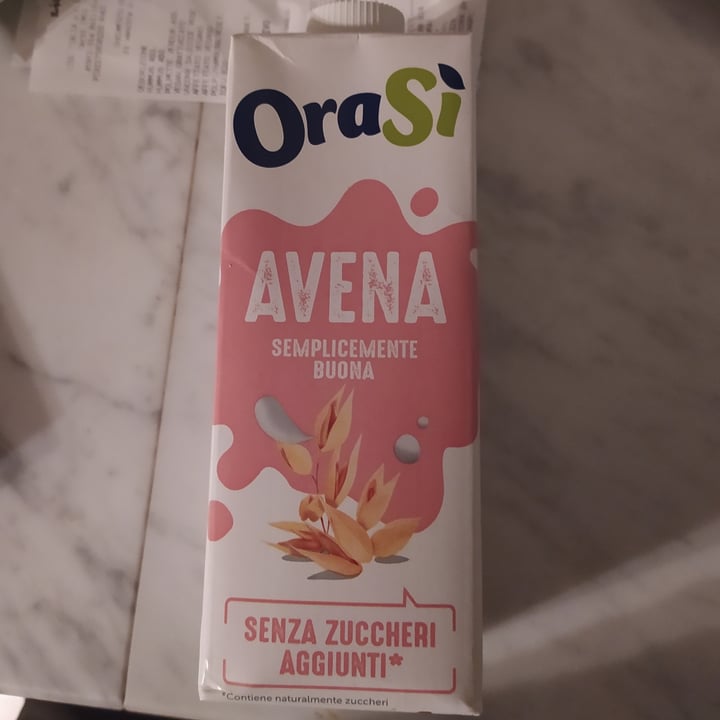 OraSì
AVENA
SEMPLICEMENTE
BUONA
SENZA ZUCCHERI
AGGIUNTI*
*Contiene naturalmente zuccheri